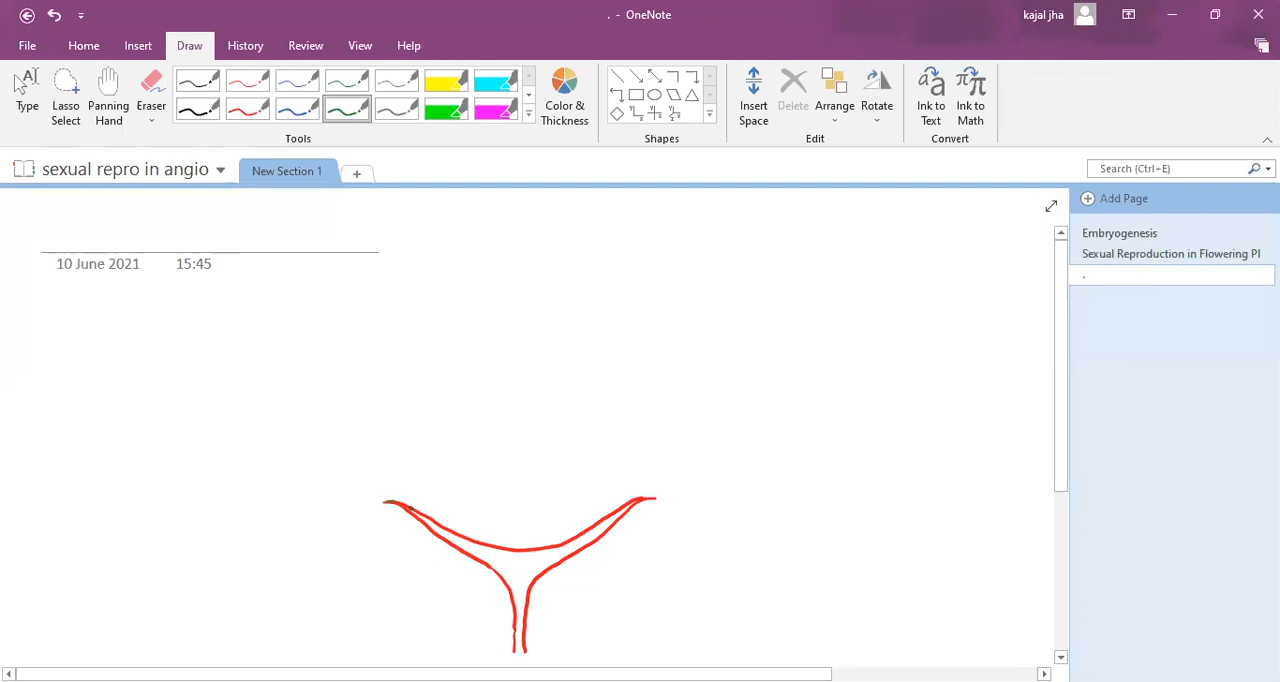 . - OneNote
kajal jha
File Home Insert Draw History Review View Help
Type
Lasso Select
Panning Hand
Eraser
Color & Thickness
Insert Space
Delete
Arrange
Rotate
Ink to Text
Ink to Math
Tools
Shapes
Edit
Convert
sexual repro in angio
New Section 1
Search (Ctrl+E)
Add Page
Embryogenesis
Sexual Reproduction in Flowering Pl
.
10 June 2021 15:45